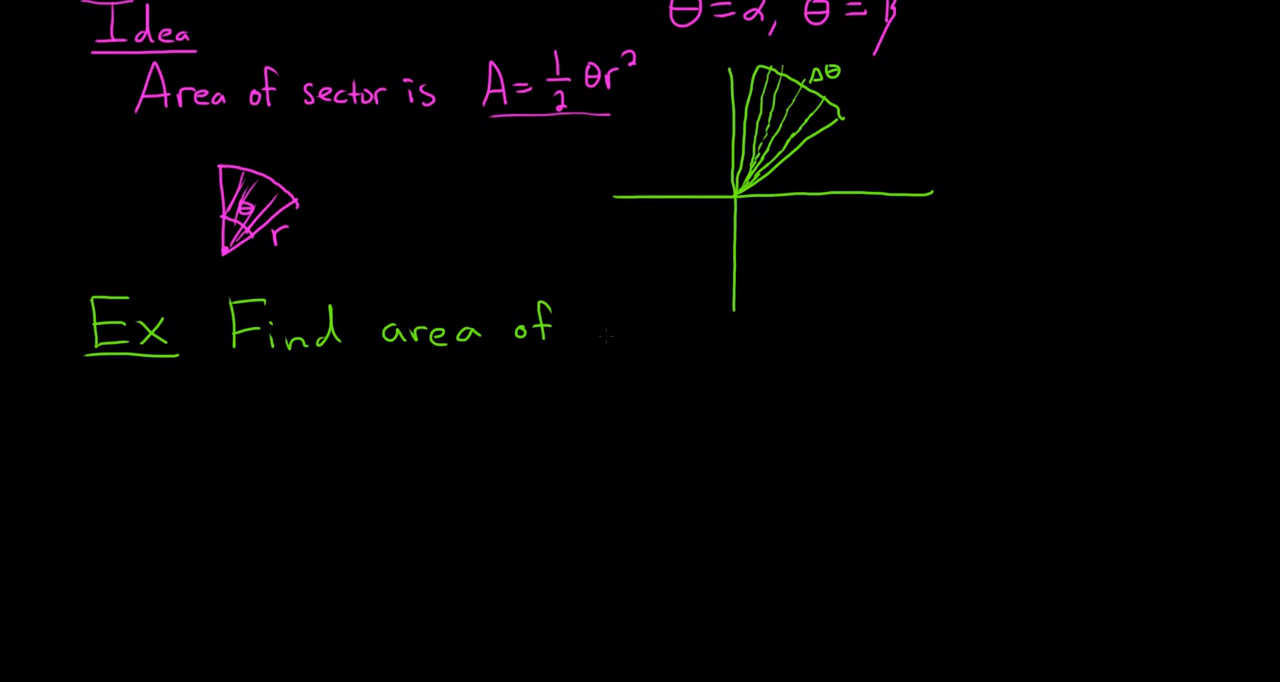 θ = α, θ = β
Idea
Area of sector is A = 1/2 θr²
Δθ
θ
r
Ex Find area of